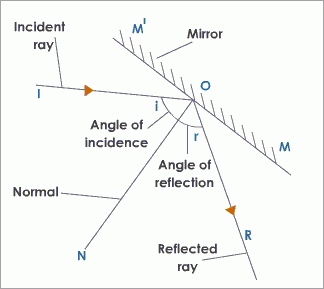 Incident
ray
M'
Mirror
I
O
i
r
Angle of
incidence
Angle of
reflection
M
Normal
N
R
Reflected
ray